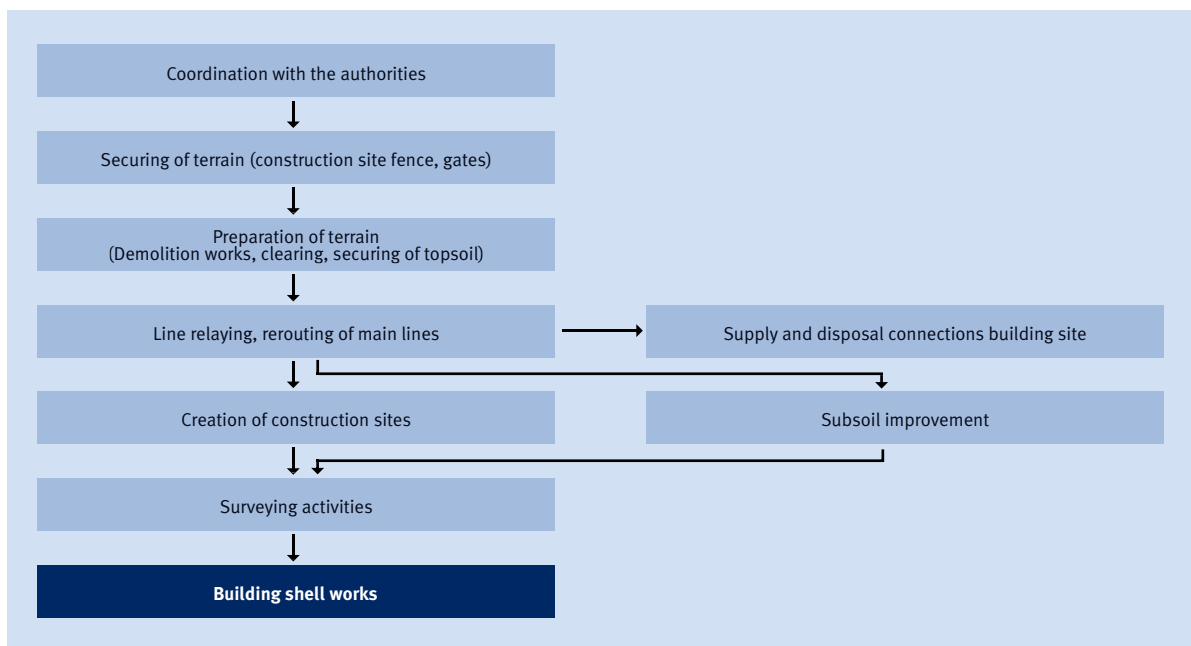 Coordination with the authorities
Securing of terrain (construction site fence, gates)
Preparation of terrain
(Demolition works, clearing, securing of topsoil)
Line relaying, rerouting of main lines
Supply and disposal connections building site
Creation of construction sites
Subsoil improvement
Surveying activities
Building shell works